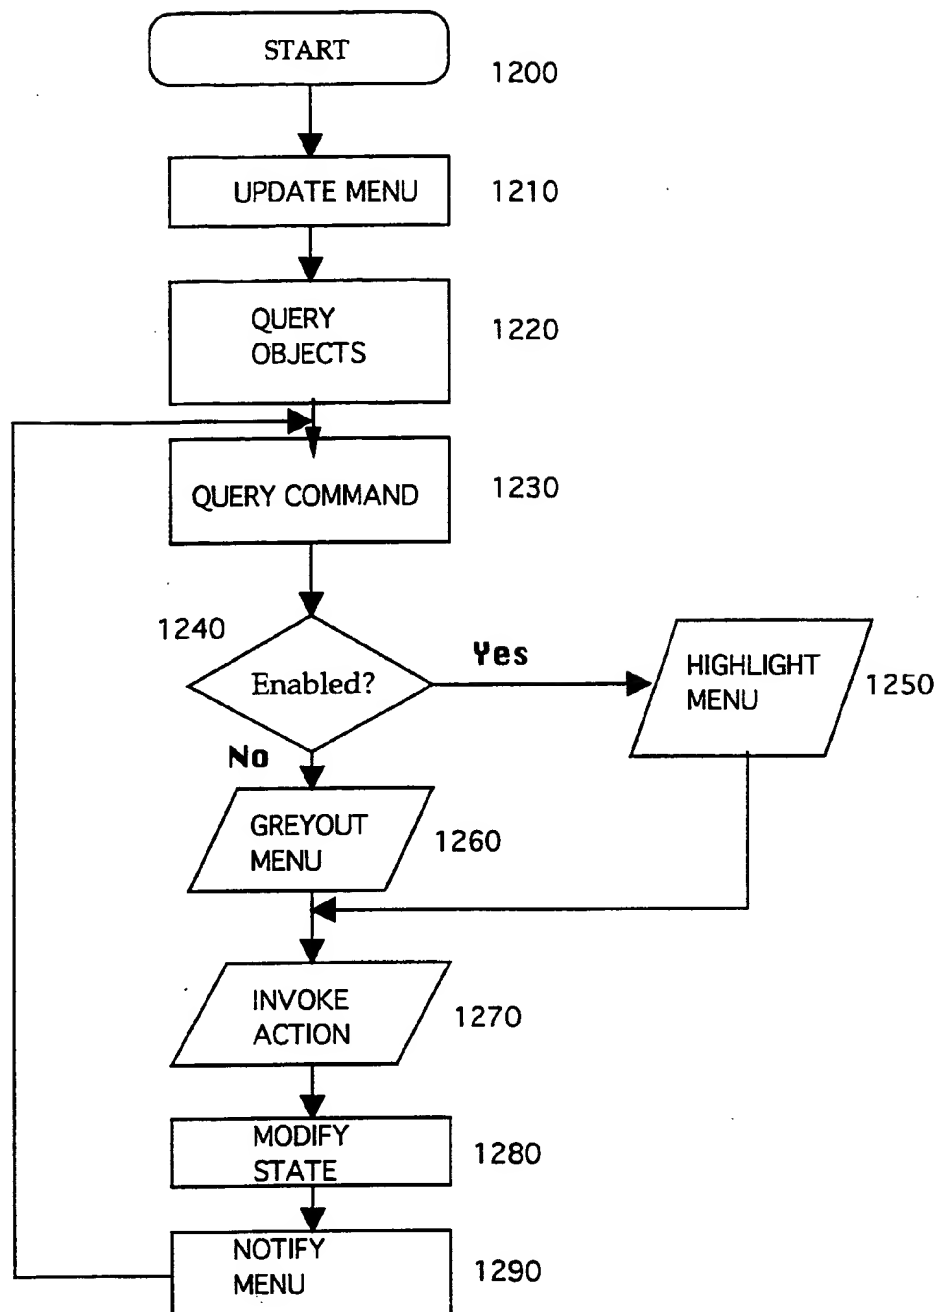 START
1200
UPDATE MENU
1210
QUERY
OBJECTS
1220
QUERY COMMAND
1230
1240
Enabled?
Yes
HIGHLIGHT
MENU
1250
No
GREYOUT
MENU
1260
INVOKE
ACTION
1270
MODIFY
STATE
1280
NOTIFY
MENU
1290